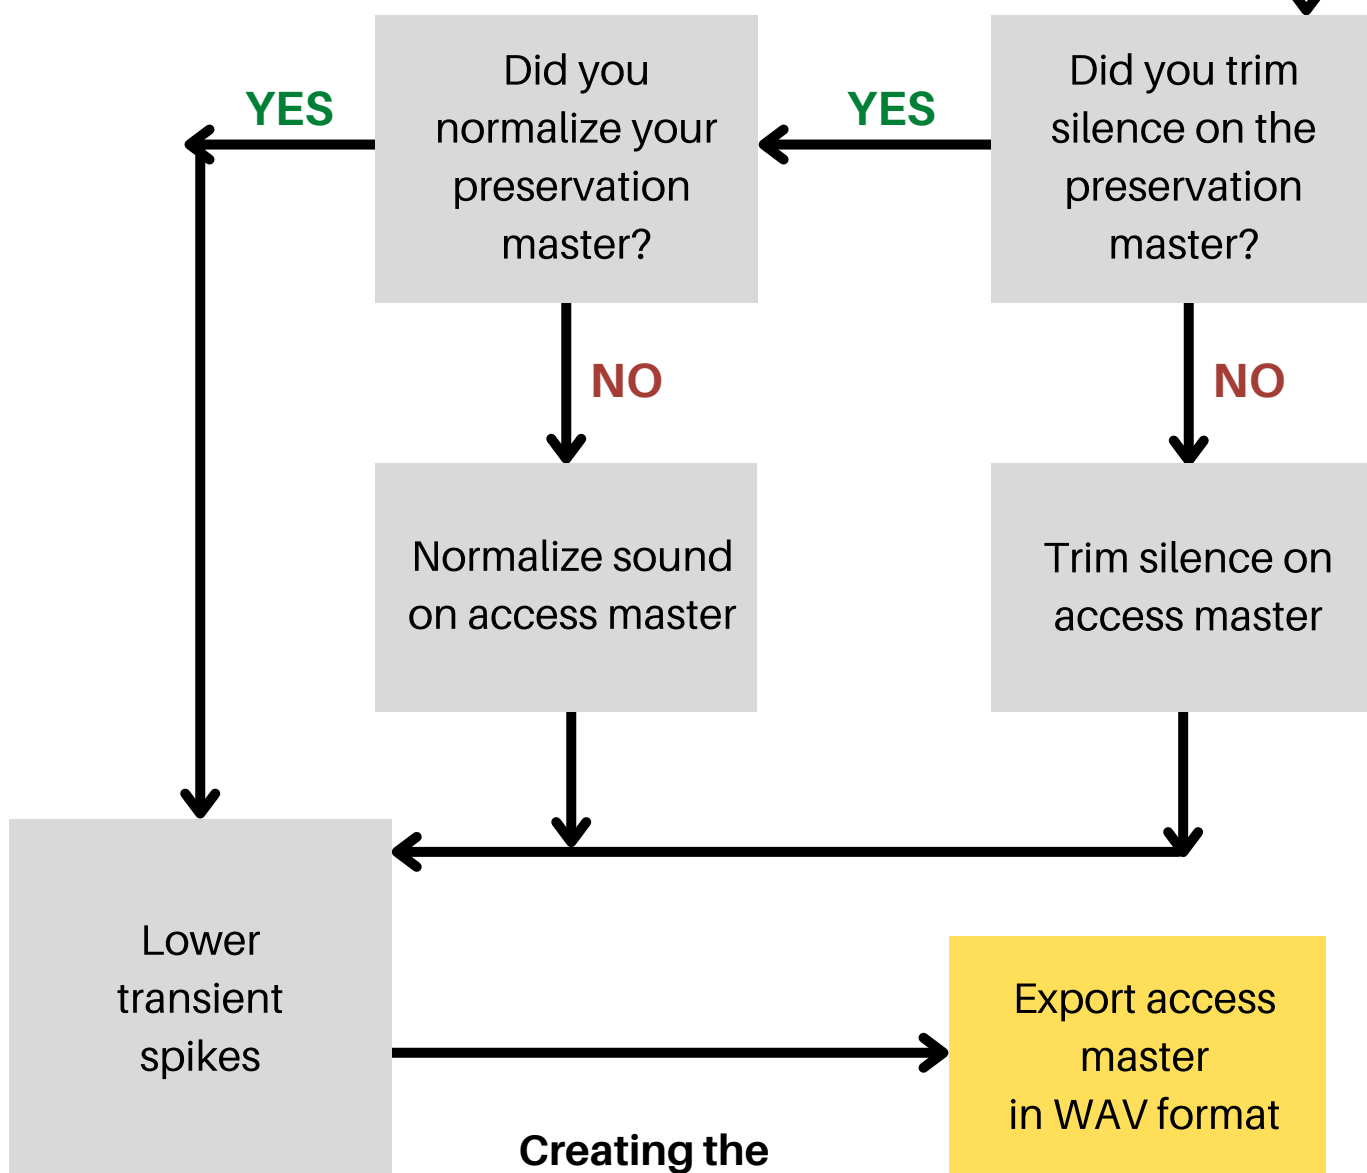 Did you
normalize your
preservation
master?
YES
Did you trim
silence on the
preservation
master?
YES
NO
NO
Normalize sound
on access master
Trim silence on
access master
Lower
transient
spikes
Export access
master
in WAV format
Creating the